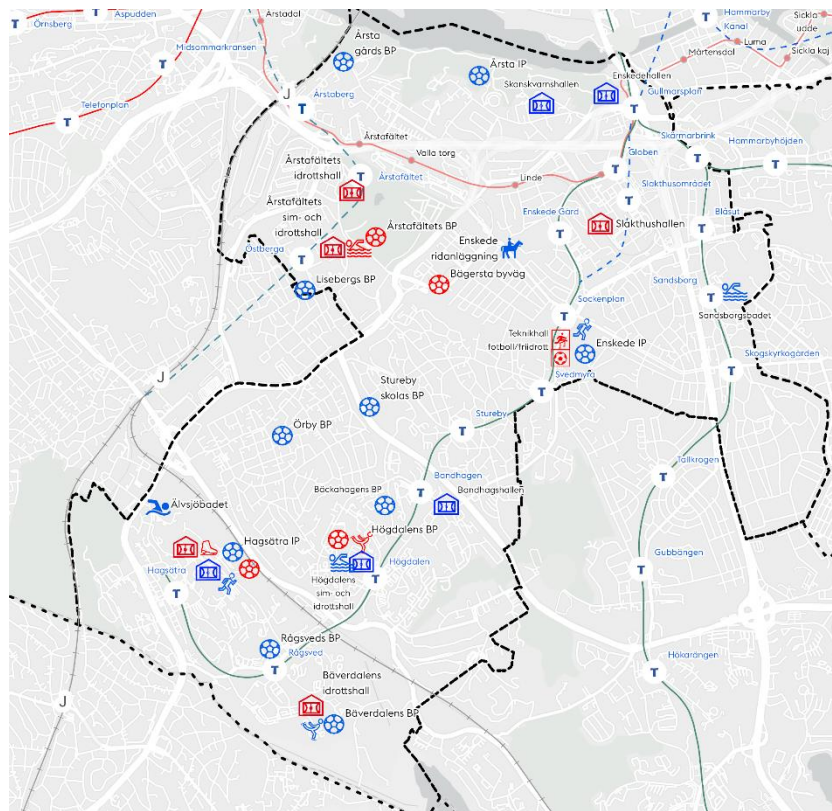 Örnsberg
Aspudden
Årstadal
Midsommarkransen
Telefonplan
J
T
Årstaberg
Årsta
gårds BP
Årsta IP
Skanskvarnshallen
Enskedehallen
Gullmarsplan
Hammarby
Kanal
Mårtensdal
Luma
Sickla
Sickla kaj
Skärmarbrink
Hammarbyhöjden
Årstafältet
Valla torg
Linde
Globen
Slakthusområdet
Årstafältets
idrottshall
Årstafältet
Årstafältets
sim- och
idrottshall
Årstafältets BP
Östberga
Lisebergs BP
Enskede
ridanläggning
Bägersta byväg
Enskede Gård
Slakthushallen
Blåsut
Sandsborg
Sandsborgsbadet
Sockenplan
Teknikhall
fotboll/friidrott
Enskede IP
Svedmyra
Skogskyrkogården
J
Stureby
skolas BP
Stureby
Örby BP
Tallkrogen
Bandhagen
Bäckahagens BP
Bandhagshallen
Älvsjöbadet
Hagsätra IP
Högdalens BP
Hagsätra
Högdalen
Högdalens
sim- och
idrottshall
Gubbängen
Rågsveds BP
Rågsved
Hökarängen
Bäverdalens
idrottshall
J
Bäverdalens BP